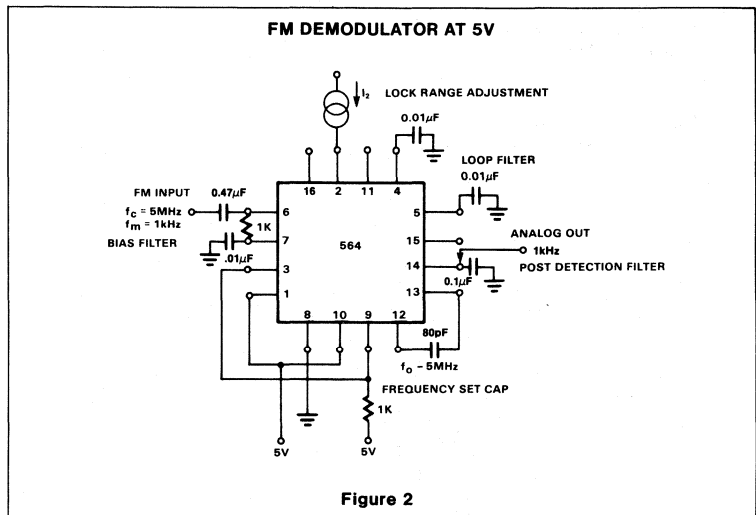 FM DEMODULATOR AT 5V
I₂
LOCK RANGE ADJUSTMENT
0.01μF
LOOP FILTER
0.01μF
16 2 11 4
FM INPUT
0.47μF
fc = 5MHz
fm = 1kHz
6
1K
5
BIAS FILTER
.01μF
7
564
15
ANALOG OUT
1kHz
3
14
POST DETECTION FILTER
0.1μF
1
13
8 10 9 12
80pF
fo – 5MHz
FREQUENCY SET CAP
1K
5V
5V
Figure 2